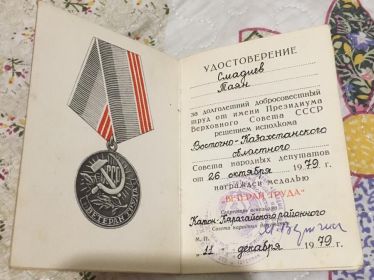 ВЕТЕРАН ТРУДА
УДОСТОВЕРЕНИЕ
Смадиев
Таян
за долголетний добросовестный
труд от имени Президиума
Верховного Совета СССР
решением исполкома
Восточно-Казахстанского
областного
Совета народных депутатов
от 26 октября 1979 г.
награжден медалью
"ВЕТЕРАН ТРУДА"
Катон-Карагайского районного
Совета народных
М. П.
"11" декабря 1979 г.